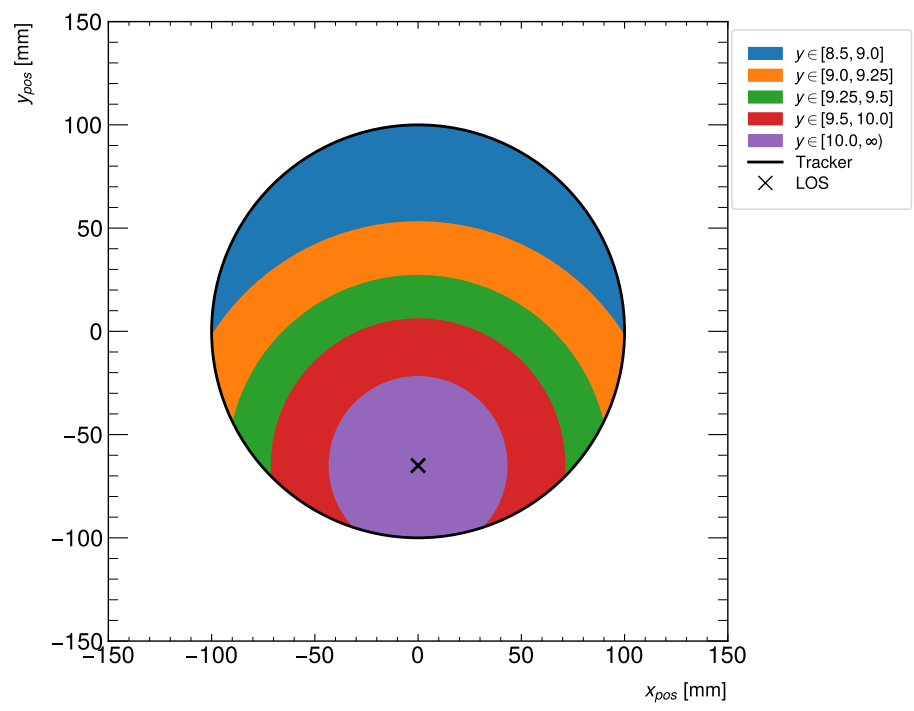 y_pos [mm]
150
100
50
0
−50
−100
−150
−150 −100 −50 0 50 100 150
x_pos [mm]
y ∈ [8.5, 9.0]
y ∈ [9.0, 9.25]
y ∈ [9.25, 9.5]
y ∈ [9.5, 10.0]
y ∈ [10.0, ∞)
Tracker
LOS